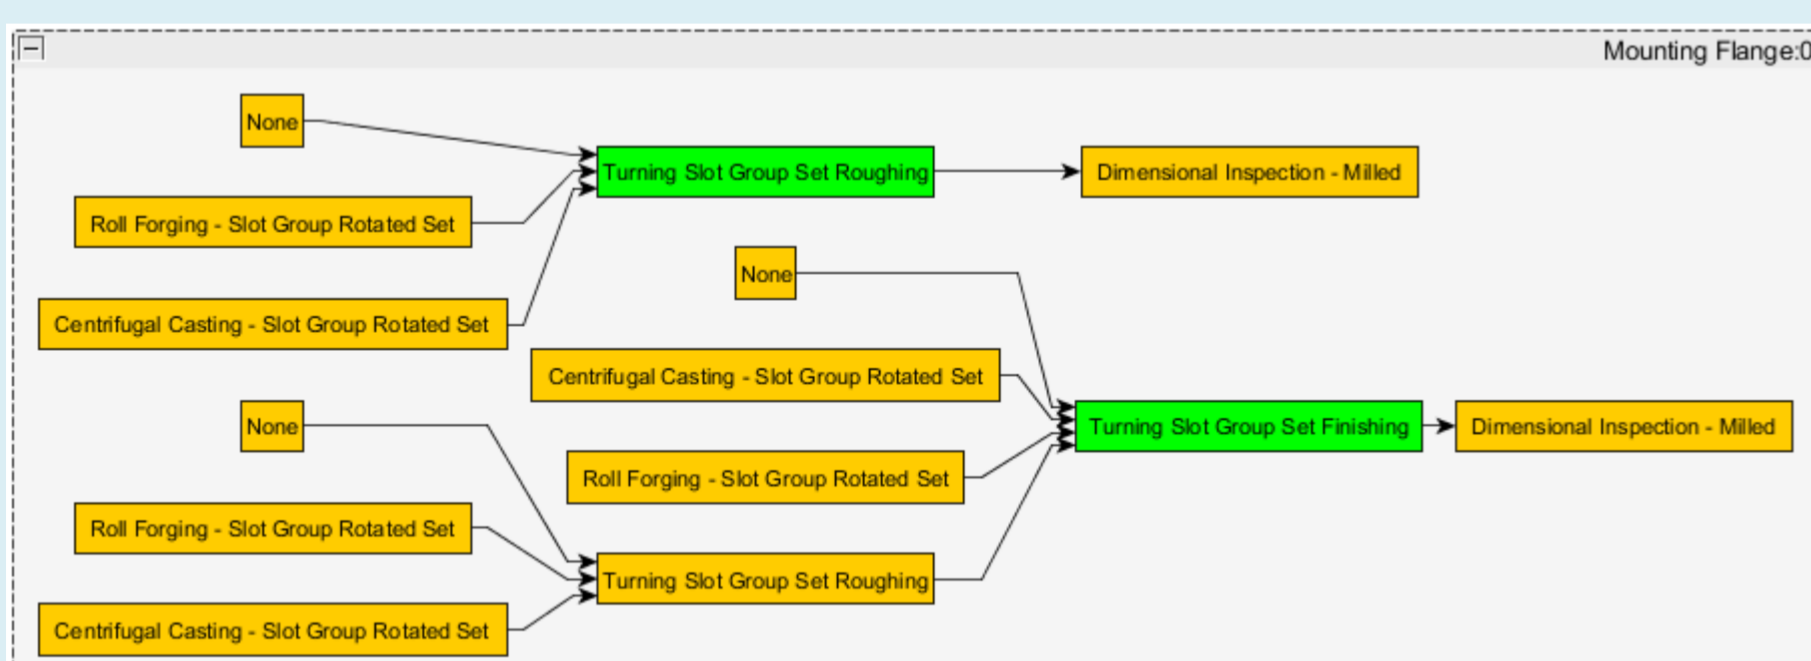 Mounting Flange:0
None
Turning Slot Group Set Roughing
Dimensional Inspection - Milled
Roll Forging - Slot Group Rotated Set
None
Centrifugal Casting - Slot Group Rotated Set
Centrifugal Casting - Slot Group Rotated Set
None
Turning Slot Group Set Finishing
Dimensional Inspection - Milled
Roll Forging - Slot Group Rotated Set
Roll Forging - Slot Group Rotated Set
Turning Slot Group Set Roughing
Centrifugal Casting - Slot Group Rotated Set